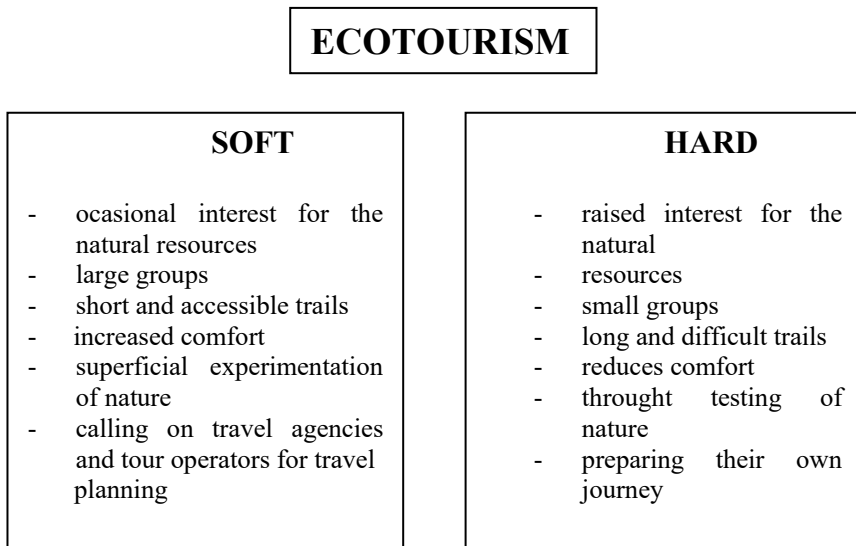 ECOTOURISM
SOFT
- ocasional interest for the
natural resources
- large groups
- short and accessible trails
- increased comfort
- superficial experimentation
of nature
- calling on travel agencies
and tour operators for travel
planning
HARD
- raised interest for the
natural
- resources
- small groups
- long and difficult trails
- reduces comfort
- throught testing of
nature
- preparing their own
journey